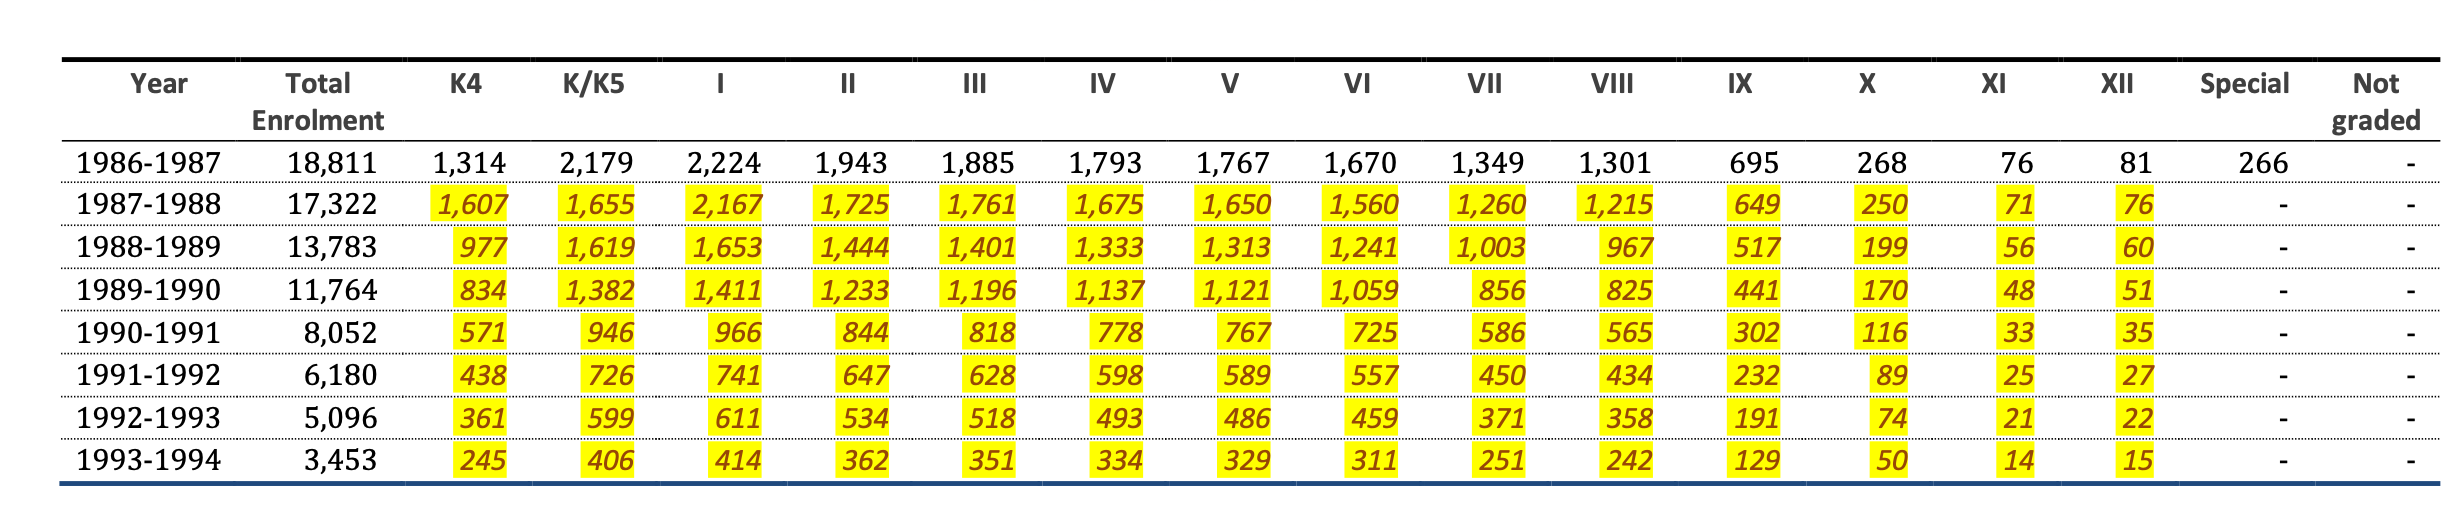 Year Total Enrolment K4 K/K5 I II III IV V VI VII VIII IX X XI XII Special Not graded
1986-1987 18,811 1,314 2,179 2,224 1,943 1,885 1,793 1,767 1,670 1,349 1,301 695 268 76 81 266 -
1987-1988 17,322 1,607 1,655 2,167 1,725 1,761 1,675 1,650 1,560 1,260 1,215 649 250 71 76 - -
1988-1989 13,783 977 1,619 1,653 1,444 1,401 1,333 1,313 1,241 1,003 967 517 199 56 60 - -
1989-1990 11,764 834 1,382 1,411 1,233 1,196 1,137 1,121 1,059 856 825 441 170 48 51 - -
1990-1991 8,052 571 946 966 844 818 778 767 725 586 565 302 116 33 35 - -
1991-1992 6,180 438 726 741 647 628 598 589 557 450 434 232 89 25 27 - -
1992-1993 5,096 361 599 611 534 518 493 486 459 371 358 191 74 21 22 - -
1993-1994 3,453 245 406 414 362 351 334 329 311 251 242 129 50 14 15 - -